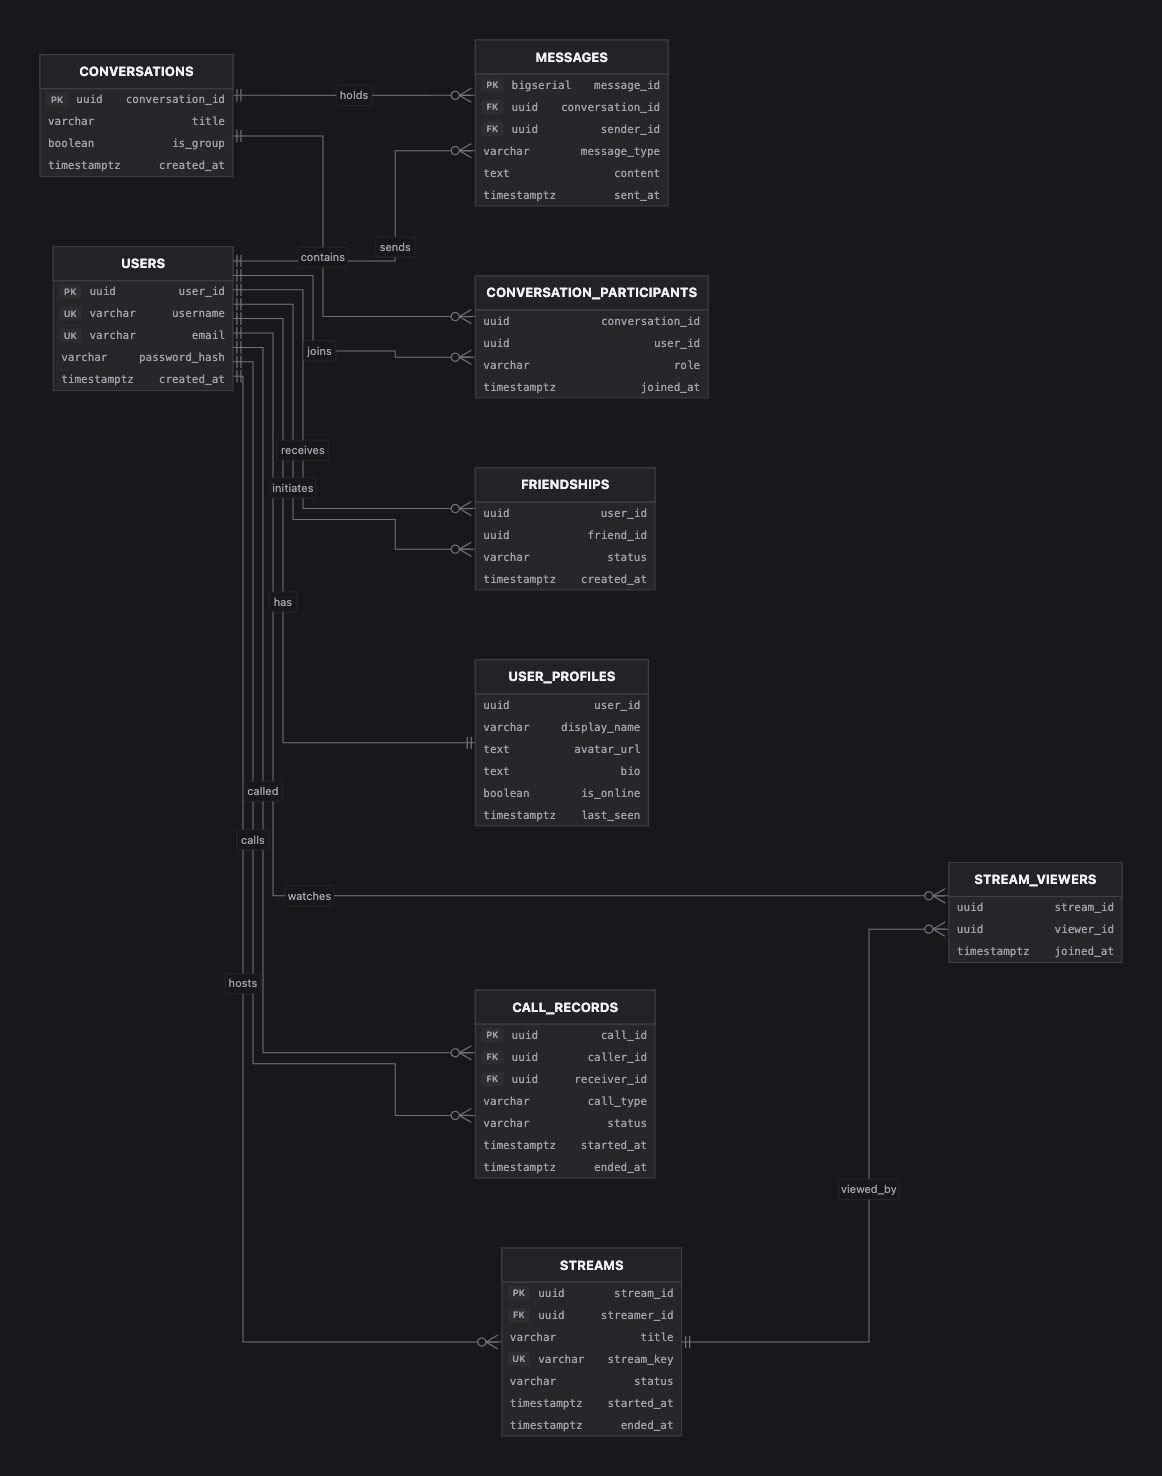 CONVERSATIONS
PK uuid conversation_id
varchar title
boolean is_group
timestamptz created_at
holds
MESSAGES
PK bigserial message_id
FK uuid conversation_id
FK uuid sender_id
varchar message_type
text content
timestamptz sent_at
sends
contains
USERS
PK uuid user_id
UK varchar username
UK varchar email
varchar password_hash
timestamptz created_at
CONVERSATION_PARTICIPANTS
uuid conversation_id
uuid user_id
varchar role
timestamptz joined_at
joins
receives
initiates
FRIENDSHIPS
uuid user_id
uuid friend_id
varchar status
timestamptz created_at
has
USER_PROFILES
uuid user_id
varchar display_name
text avatar_url
text bio
boolean is_online
timestamptz last_seen
called
calls
watches
STREAM_VIEWERS
uuid stream_id
uuid viewer_id
timestamptz joined_at
hosts
CALL_RECORDS
PK uuid call_id
FK uuid caller_id
FK uuid receiver_id
varchar call_type
varchar status
timestamptz started_at
timestamptz ended_at
viewed_by
STREAMS
PK uuid stream_id
FK uuid streamer_id
varchar title
UK varchar stream_key
varchar status
timestamptz started_at
timestamptz ended_at